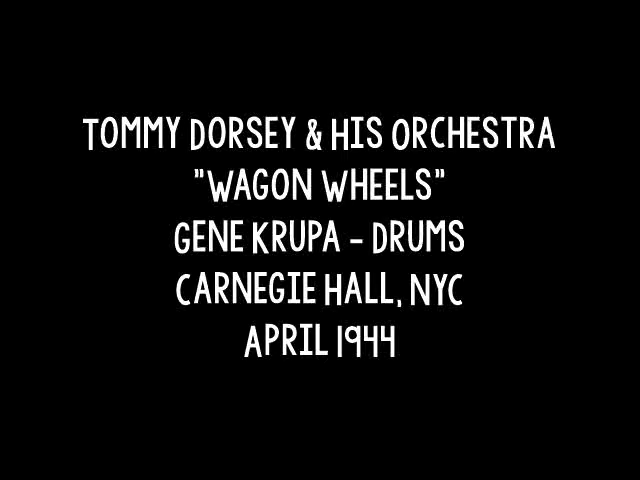 TOMMY DORSEY & HIS ORCHESTRA
"WAGON WHEELS"
GENE KRUPA - DRUMS
CARNEGIE HALL, NYC
APRIL 1944